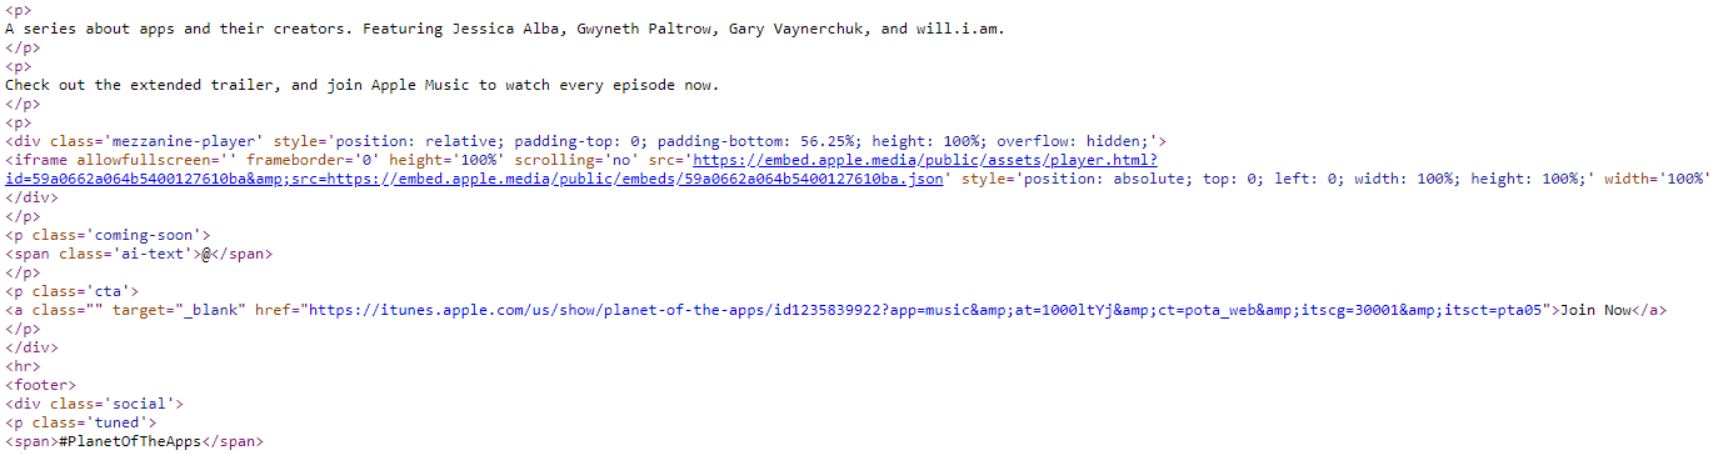 <p>
A series about apps and their creators. Featuring Jessica Alba, Gwyneth Paltrow, Gary Vaynerchuk, and will.i.am.
</p>
<p>
Check out the extended trailer, and join Apple Music to watch every episode now.
</p>
<p>
<div class='mezzanine-player' style='position: relative; padding-top: 0; padding-bottom: 56.25%; height: 100%; overflow: hidden;'>
<iframe allowfullscreen='' frameborder='0' height='100%' scrolling='no' src='https://embed.apple.media/public/assets/player.html?
id=59a0662a064b5400127610ba&amp;src=https://embed.apple.media/public/embeds/59a0662a064b5400127610ba.json' style='position: absolute; top: 0; left: 0; width: 100%; height: 100%;' width='100%'
</div>
</p>
<p class='coming-soon'>
<span class='ai-text'>@</span>
</p>
<p class='cta'>
<a class="" target="_blank" href="https://itunes.apple.com/us/show/planet-of-the-apps/id1235839922?app=music&amp;at=1000ltYj&amp;ct=pota_web&amp;itscg=30001&amp;itsct=pta05">Join Now</a>
</p>
</div>
<hr>
<footer>
<div class='social'>
<p class='tuned'>
<span>#PlanetOfTheApps</span>